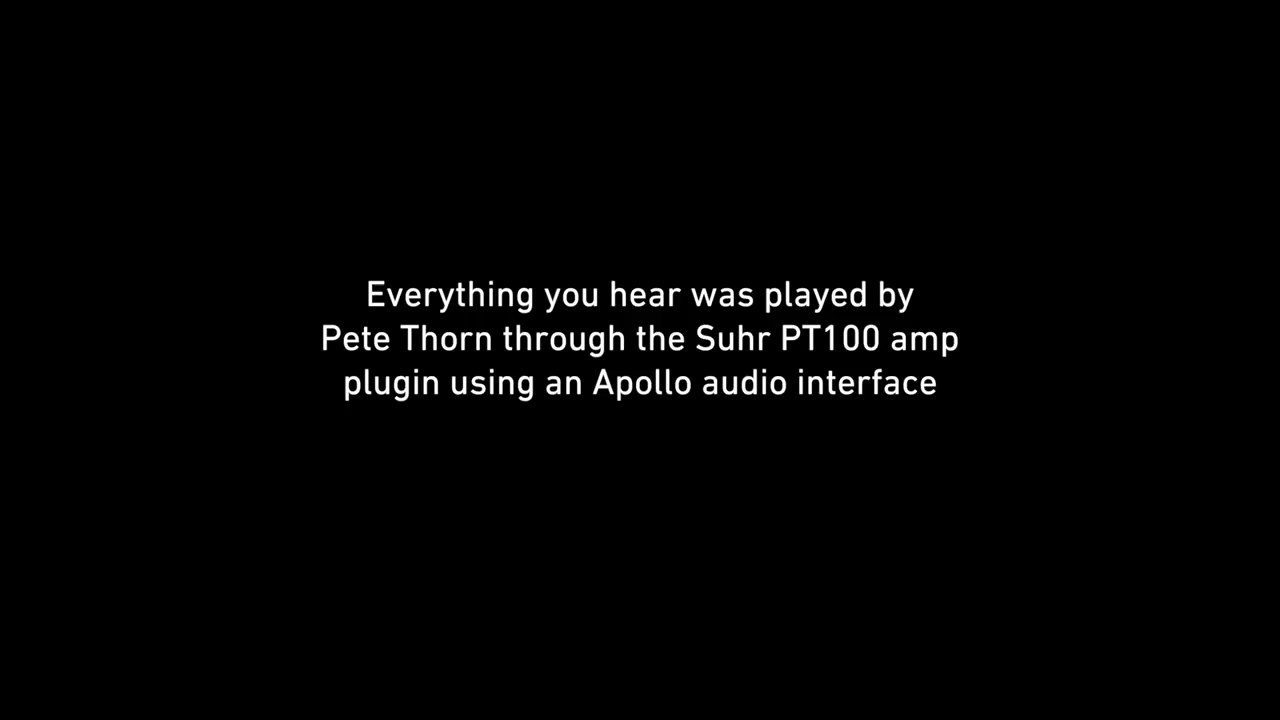 Everything you hear was played by
Pete Thorn through the Suhr PT100 amp
plugin using an Apollo audio interface